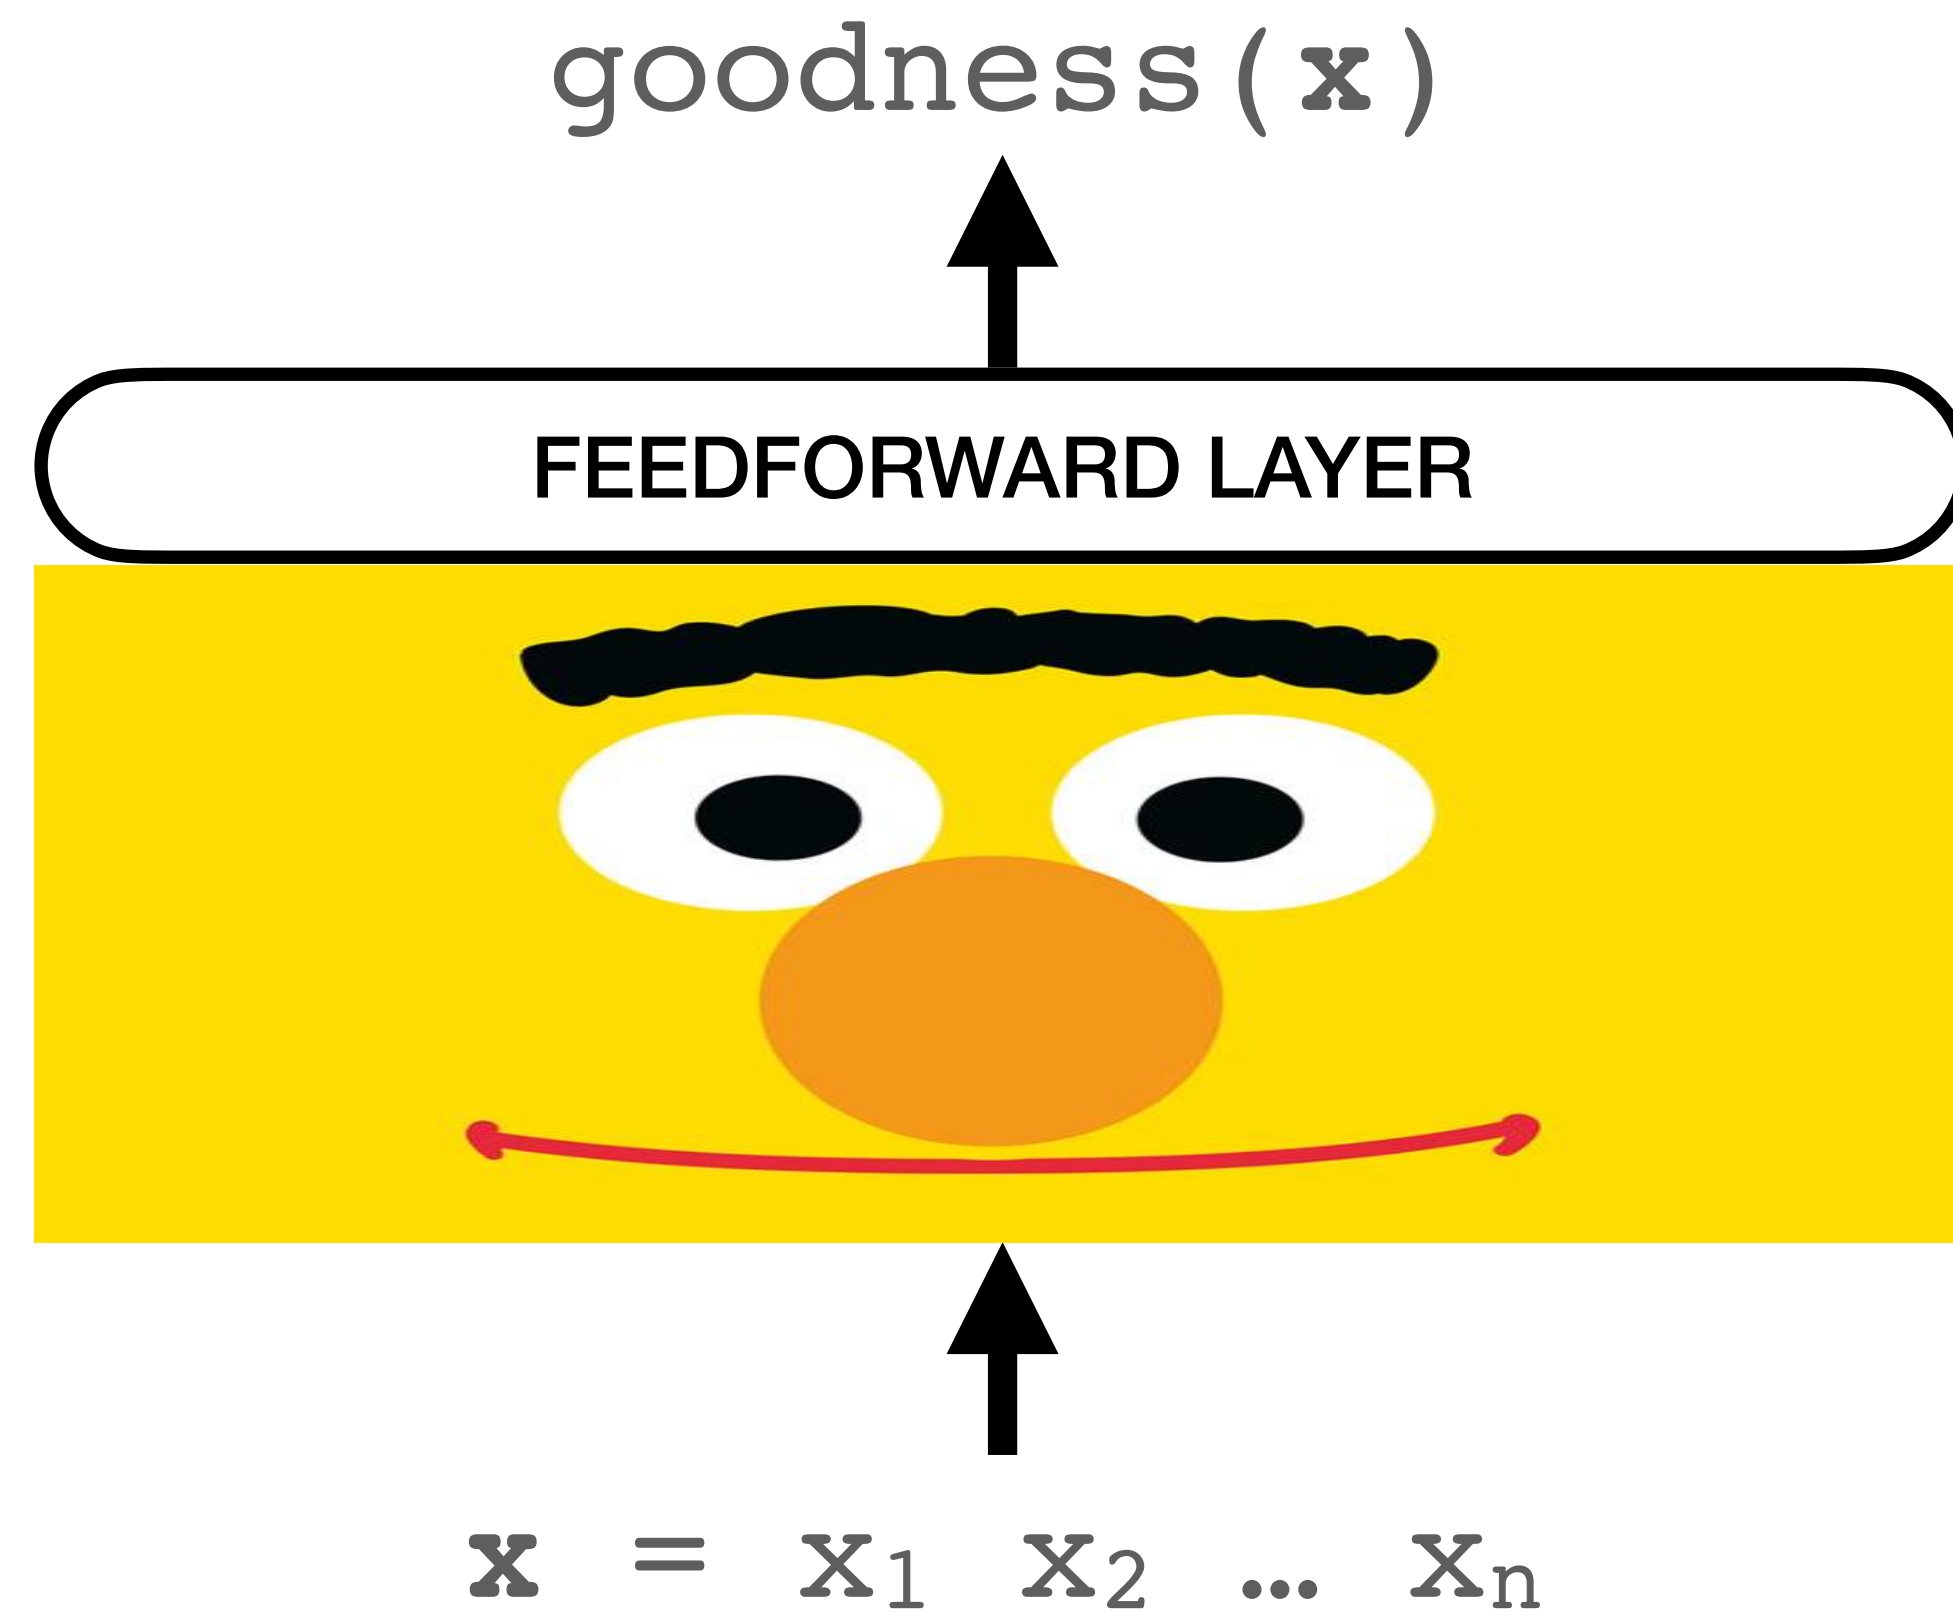 goodness(x)
FEEDFORWARD LAYER
x = x₁ x₂ … xₙ